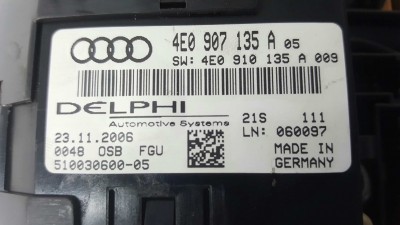 4E0 907 135 A 05
SW: 4E0 910 135 A 009
DELPHI
Automotive Systems
21S 111
23.11.2006
LN: 060097
0048 OSB FGU
MADE IN
510030600-05
GERMANY